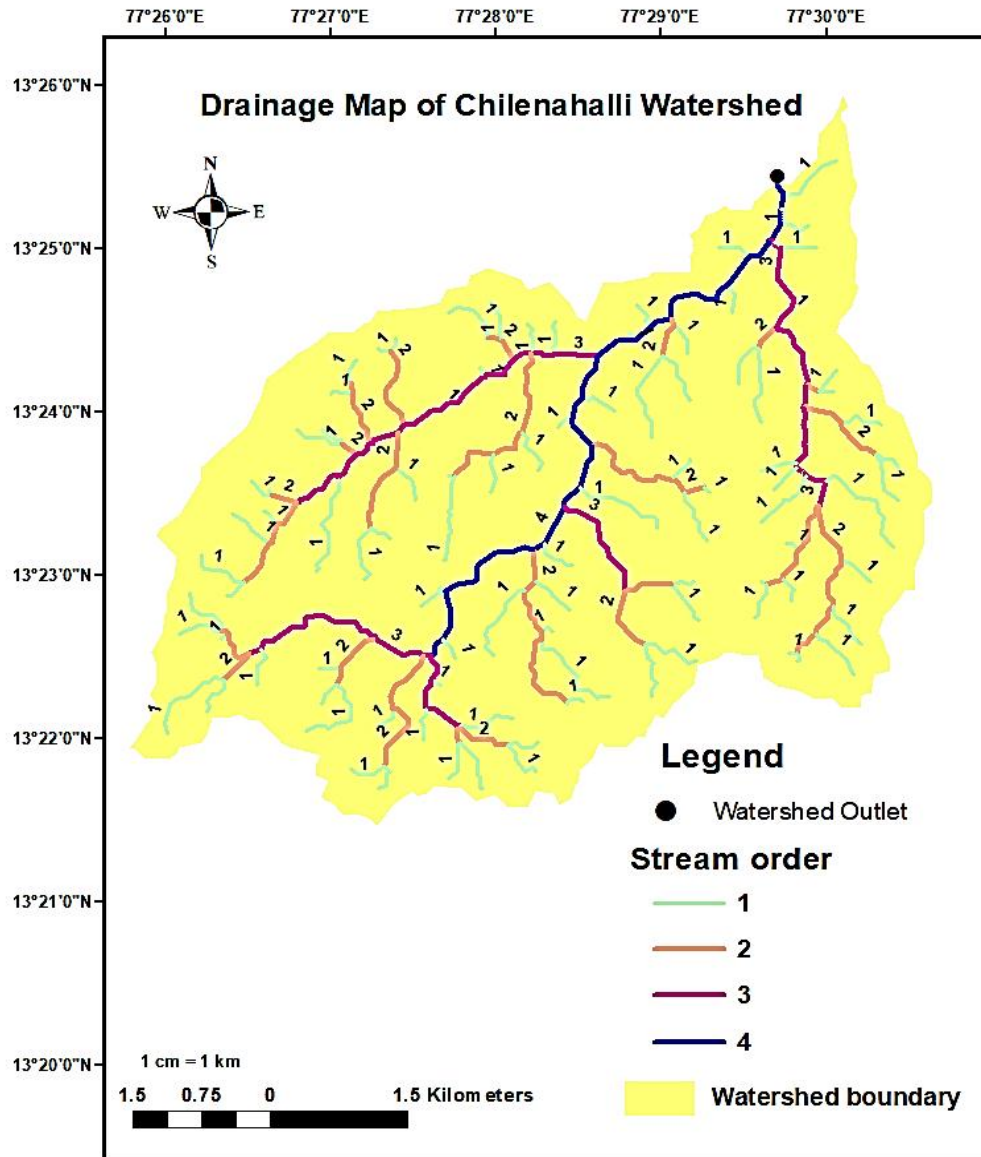 77°26'0"E 77°27'0"E 77°28'0"E 77°29'0"E 77°30'0"E
13°26'0"N
Drainage Map of Chilenahalli Watershed
N
W E
S
13°25'0"N
13°24'0"N
13°23'0"N
13°22'0"N
Legend
Watershed Outlet
Stream order
1
2
3
4
Watershed boundary
13°21'0"N
13°20'0"N
1 cm = 1 km
1.5 0.75 0 1.5 Kilometers